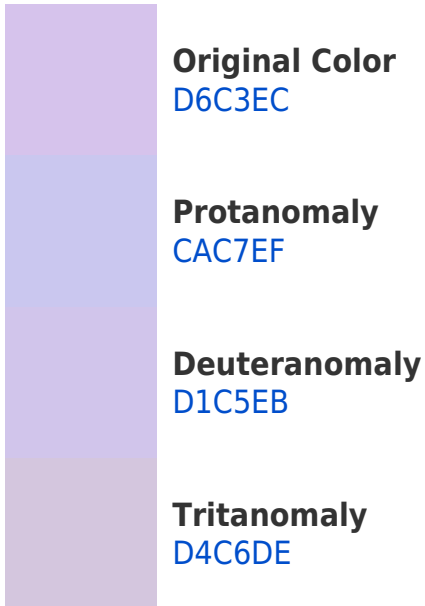 Original Color
D6C3EC
Protanomaly
CAC7EF
Deuteranomaly
D1C5EB
Tritanomaly
D4C6DE